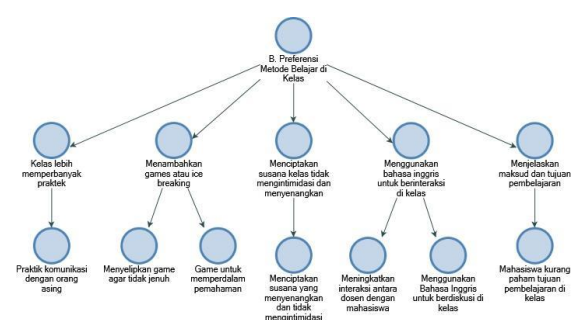 B. Preferensi
Metode Belajar di
Kelas
Kelas lebih
memperbanyak
praktek
Menambahkan
games atau ice
breaking
Menciptakan
susana kelas tidak
mengintimidasi dan
menyenangkan
Menggunakan
bahasa inggris
untuk berinteraksi
di kelas
Menjelaskan
maksud dan tujuan
pembelajaran
Praktik komunikasi
dengan orang
asing
Menyelipkan game
agar tidak jenuh
Game untuk
memperdalam
pemahaman
Menciptakan
susana yang
menyenangkan
dan tidak
mengintimidasi
Meningkatkan
interaksi antara
dosen dengan
mahasiswa
Menggunakan
Bahasa Inggris
untuk berdiskusi di
kelas
Mahasiswa kurang
paham tujuan
pembelajaran di
kelas